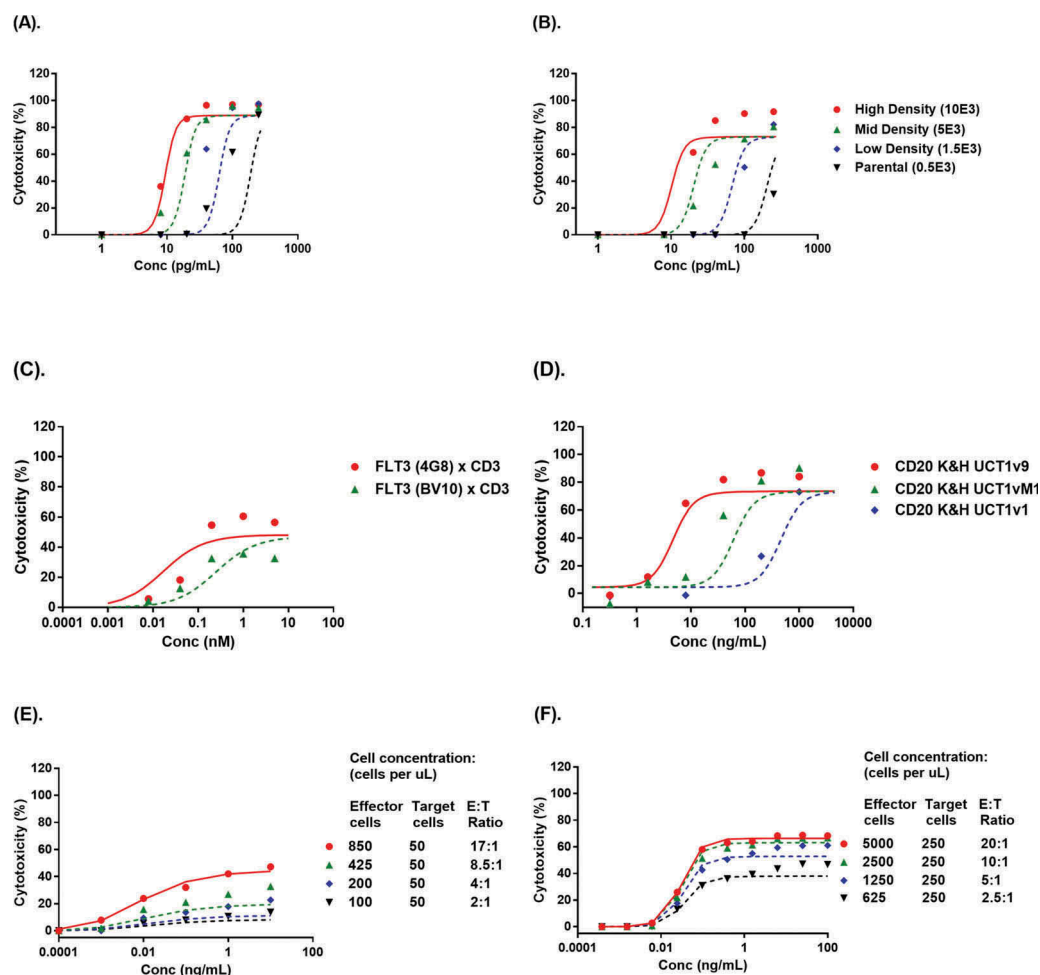 (A).
120
100
80
60
40
20
0
Cytotoxicity (%)
1 10 100 1000
Conc (pg/mL)
(B).
120
100
80
60
40
20
0
Cytotoxicity (%)
1 10 100 1000
Conc (pg/mL)
High Density (10E3)
Mid Density (5E3)
Low Density (1.5E3)
Parental (0.5E3)
(C).
120
100
80
60
40
20
0
Cytotoxicity (%)
0.0001 0.001 0.01 0.1 1 10
Conc (nM)
FLT3 (4G8) x CD3
FLT3 (BV10) x CD3
(D).
120
100
80
60
40
20
0
Cytotoxicity (%)
0.1 1 10 100 1000 10000
Conc (ng/mL)
CD20 K&H UCT1v9
CD20 K&H UCT1vM1
CD20 K&H UCT1v1
(E).
120
100
80
60
40
20
0
Cytotoxicity (%)
0.0001 0.01 1 100
Conc (ng/mL)
Cell concentration:
(cells per uL)
Effector Target E:T
cells cells Ratio
850 50 17:1
425 50 8.5:1
200 50 4:1
100 50 2:1
(F).
120
100
80
60
40
20
0
Cytotoxicity (%)
0.0001 0.01 1 100
Conc (ng/mL)
Cell concentration:
(cells per uL)
Effector Target E:T
cells cells Ratio
5000 250 20:1
2500 250 10:1
1250 250 5:1
625 250 2.5:1